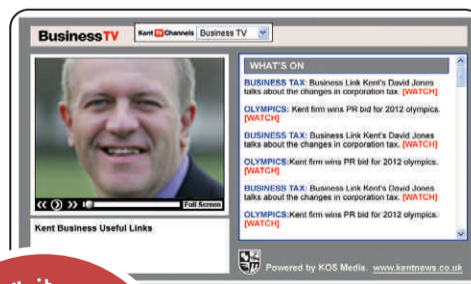 BusinessTV
Kent TV Channels Business TV
WHAT'S ON
BUSINESS TAX: Business Link Kent's David Jones
talks about the changes in corporation tax. [WATCH]
OLYMPICS: Kent firm wins PR bid for 2012 olympics.
[WATCH]
BUSINESS TAX: Business Link Kent's David Jones
talks about the changes in corporation tax. [WATCH]
OLYMPICS:Kent firm wins PR bid for 2012 olympics.
[WATCH]
BUSINESS TAX: Business Link Kent's David Jones
talks about the changes in corporation tax. [WATCH]
OLYMPICS:Kent firm wins PR bid for 2012 olympics.
[WATCH]
Full Screen
Kent Business Useful Links
Powered by KOS Media. www.kentnews.co.uk